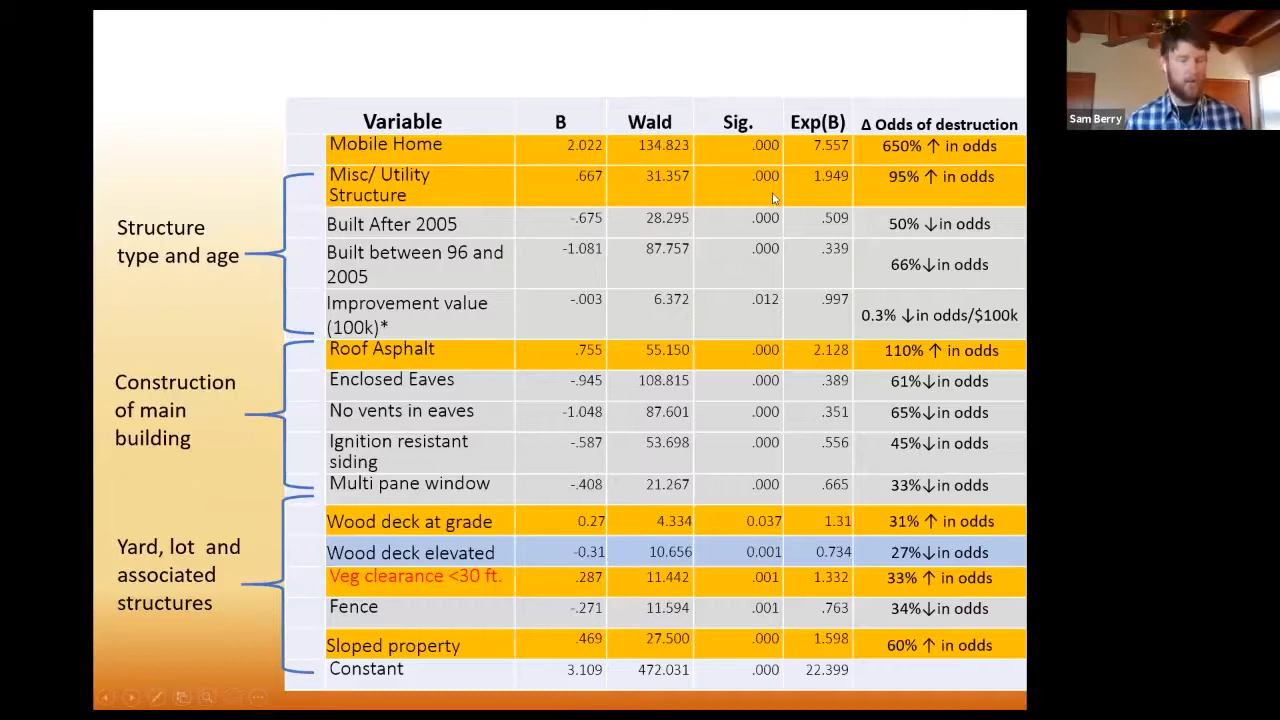 Sam Berry
Variable B Wald Sig. Exp(B) Δ Odds of destruction
Mobile Home 2.022 134.823 .000 7.557 650% ↑ in odds
Misc/ Utility
Structure .667 31.357 .000 1.949 95% ↑ in odds
Built After 2005 -.675 28.295 .000 .509 50% ↓in odds
Built between 96 and
2005 -1.081 87.757 .000 .339 66%↓in odds
Improvement value
(100k)* -.003 6.372 .012 .997 0.3% ↓in odds/$100k
Roof Asphalt .755 55.150 .000 2.128 110% ↑ in odds
Enclosed Eaves -.945 108.815 .000 .389 61%↓in odds
No vents in eaves -1.048 87.601 .000 .351 65%↓in odds
Ignition resistant
siding -.587 53.698 .000 .556 45%↓in odds
Multi pane window -.408 21.267 .000 .665 33%↓in odds
Wood deck at grade 0.27 4.334 0.037 1.31 31% ↑ in odds
Wood deck elevated -0.31 10.656 0.001 0.734 27%↓in odds
Veg clearance <30 ft. .287 11.442 .001 1.332 33% ↑ in odds
Fence -.271 11.594 .001 .763 34%↓in odds
Sloped property .469 27.500 .000 1.598 60% ↑ in odds
Constant 3.109 472.031 .000 22.399
Structure
type and age
Construction
of main
building
Yard, lot and
associated
structures